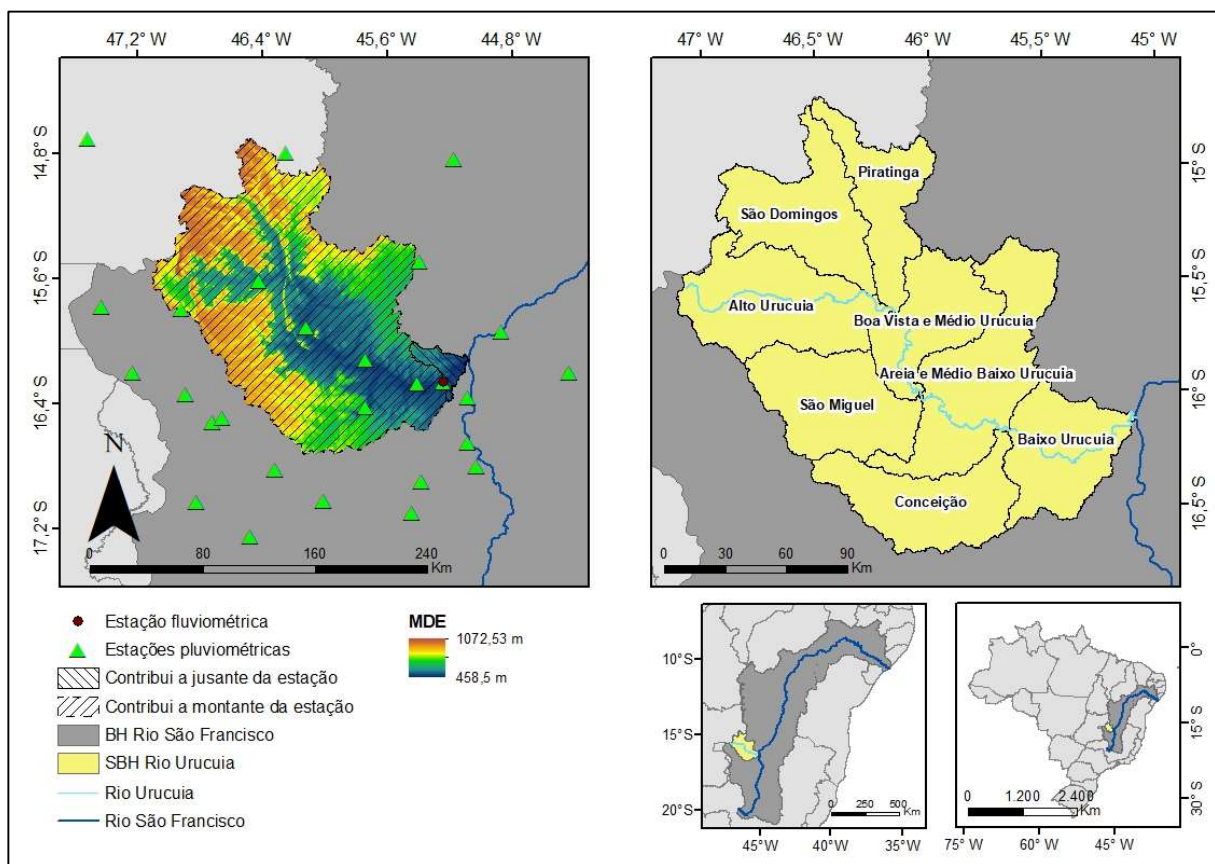 47,2° W 46,4° W 45,6° W 44,8° W
14,8° S
15,6° S
16,4° S
17,2° S
N
0 80 160 240
Km
47° W 46,5° W 46° W 45,5° W 45° W
15° S
15,5° S
16° S
16,5° S
Piratinga
São Domingos
Alto Urucuia
Boa Vista e Médio Urucuia
Areia e Médio Baixo Urucuia
São Miguel
Baixo Urucuia
Conceição
0 30 60 90
Km
Estação fluviométrica
Estações pluviométricas
Contribui a jusante da estação
Contribui a montante da estação
BH Rio São Francisco
SBH Rio Urucuia
Rio Urucuia
Rio São Francisco
MDE
1072,53 m
458,5 m
10°S
15°S
20°S
0 250 500
Km
45°W 40°W 35°W
0°
15°S
30°S
0 1.200 2.400
Km
75°W 60°W 45°W